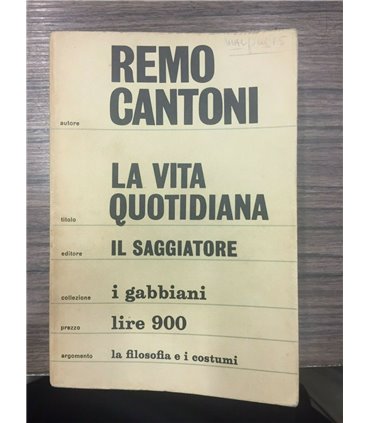 REMO
autore CANTONI
LA VITA
titolo QUOTIDIANA
editore IL SAGGIATORE
collezione i gabbiani
prezzo lire 900
argomento la filosofia e i costumi